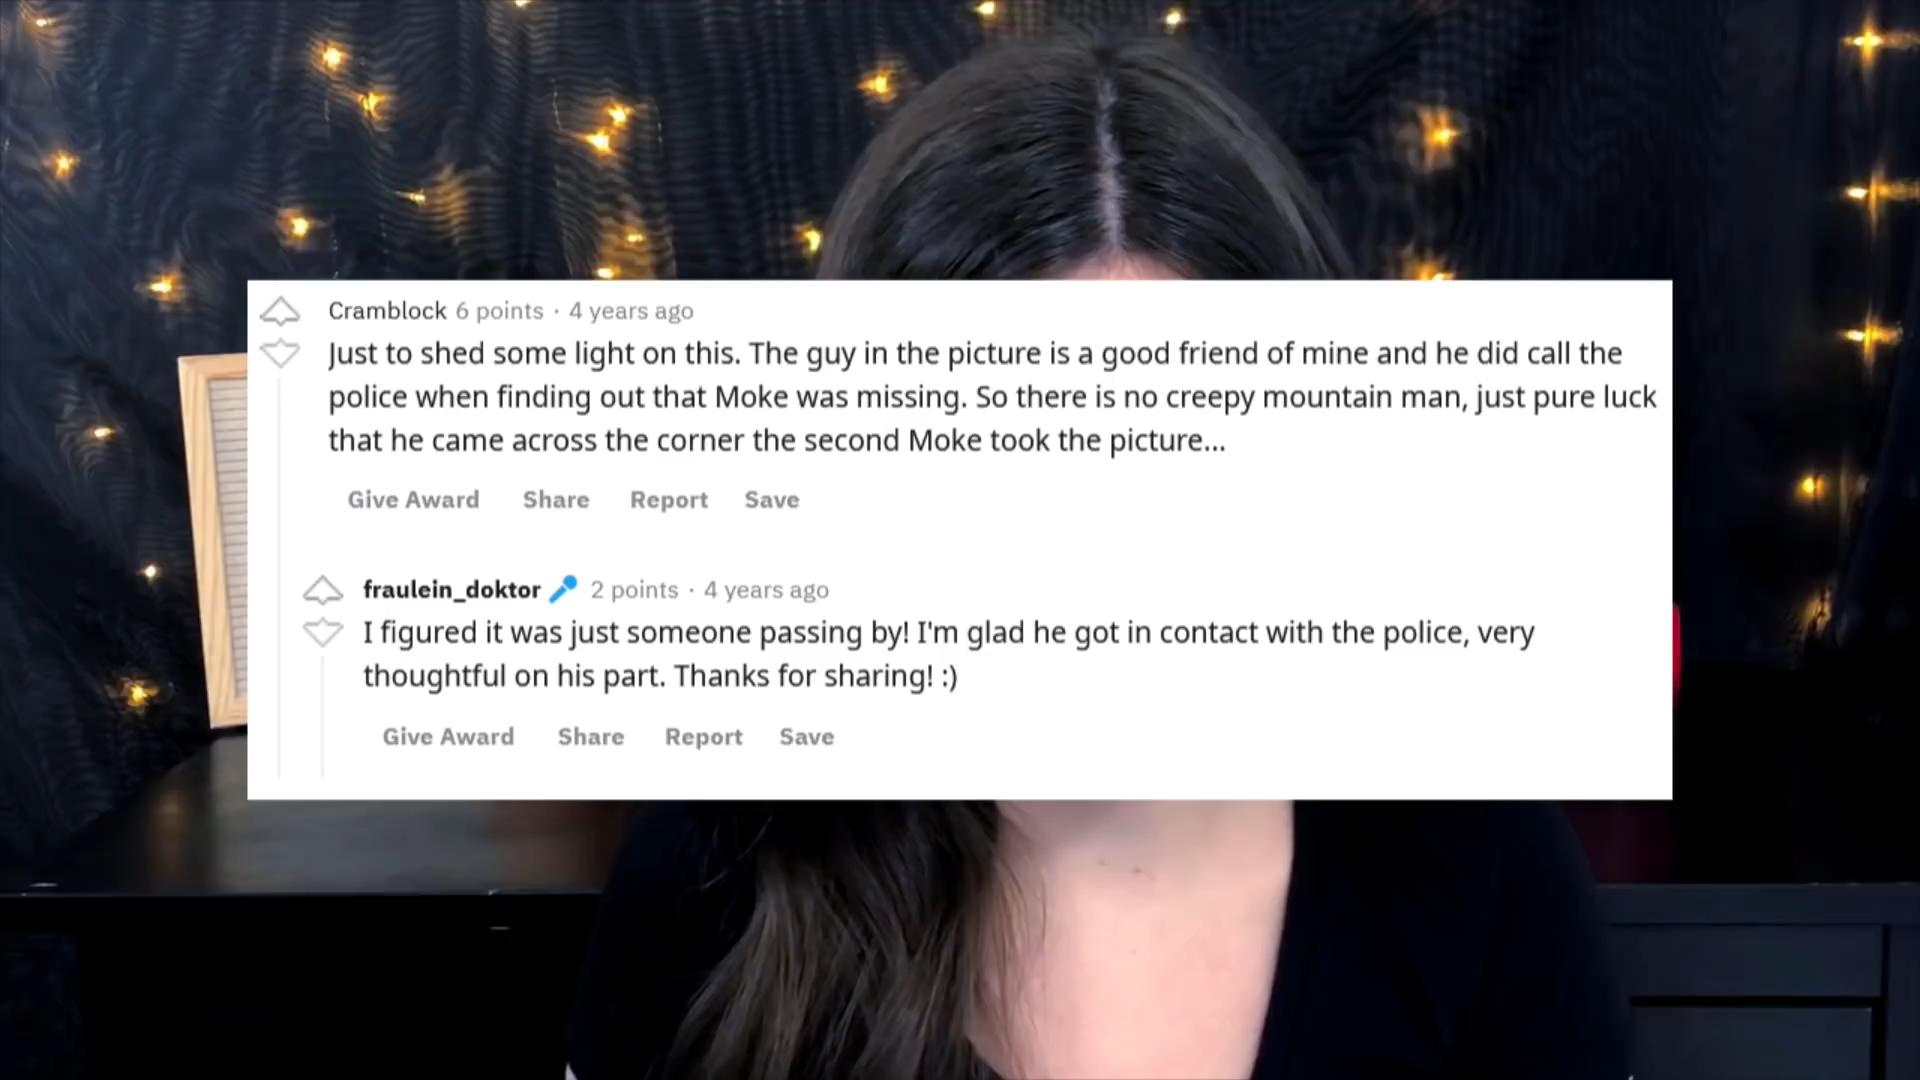 Cramblock 6 points · 4 years ago
Just to shed some light on this. The guy in the picture is a good friend of mine and he did call the
police when finding out that Moke was missing. So there is no creepy mountain man, just pure luck
that he came across the corner the second Moke took the picture...
Give Award Share Report Save
fraulein_doktor 2 points · 4 years ago
I figured it was just someone passing by! I'm glad he got in contact with the police, very
thoughtful on his part. Thanks for sharing! :)
Give Award Share Report Save